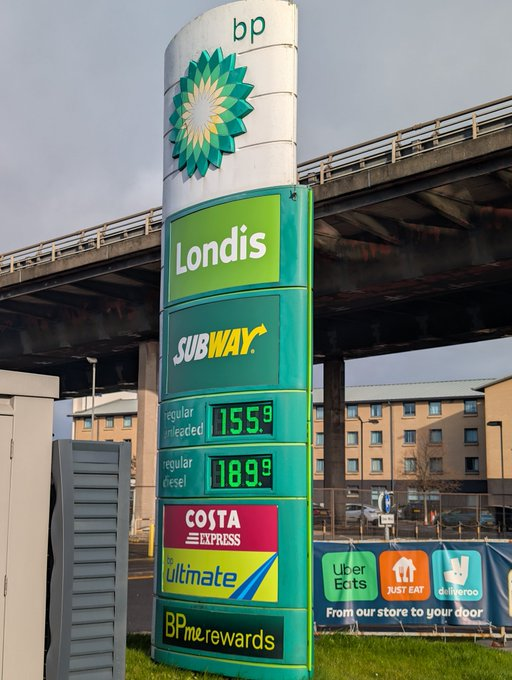 bp
Londis
SUBWAY
regular
unleaded
155.9
regular
diesel
189.9
COSTA
EXPRESS
bp
ultimate
BPme rewards
Uber
Eats
JUST EAT
deliveroo
From our store to your door